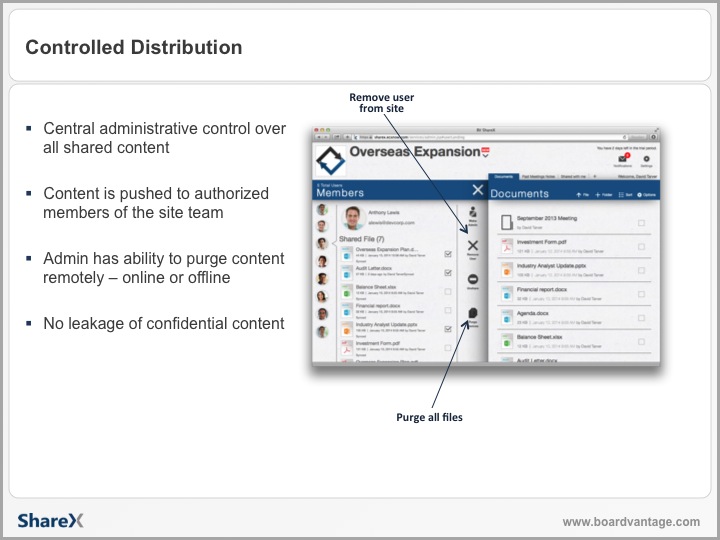 Controlled Distribution
Central administrative control over
all shared content
Content is pushed to authorized
members of the site team
Admin has ability to purge content
remotely – online or offline
No leakage of confidential content
Remove user
from site
Overseas Expansion
Members
Anthony Lewis
Shared File (7)
Overseas Expansion Plan.d...
Audit Letter.docx
Balance Sheet.xlsx
Financial report.docx
Industry Analyst Update.pptx
Investment Form.pdf
Documents
Documents
September 2013 Meeting
by David Tarver
Investment Form.pdf
Industry Analyst Update.pptx
Financial report.docx
Agenda.docx
Balance Sheet.xlsx
Audit Letter.docx
Purge all files
ShareX
www.boardvantage.com